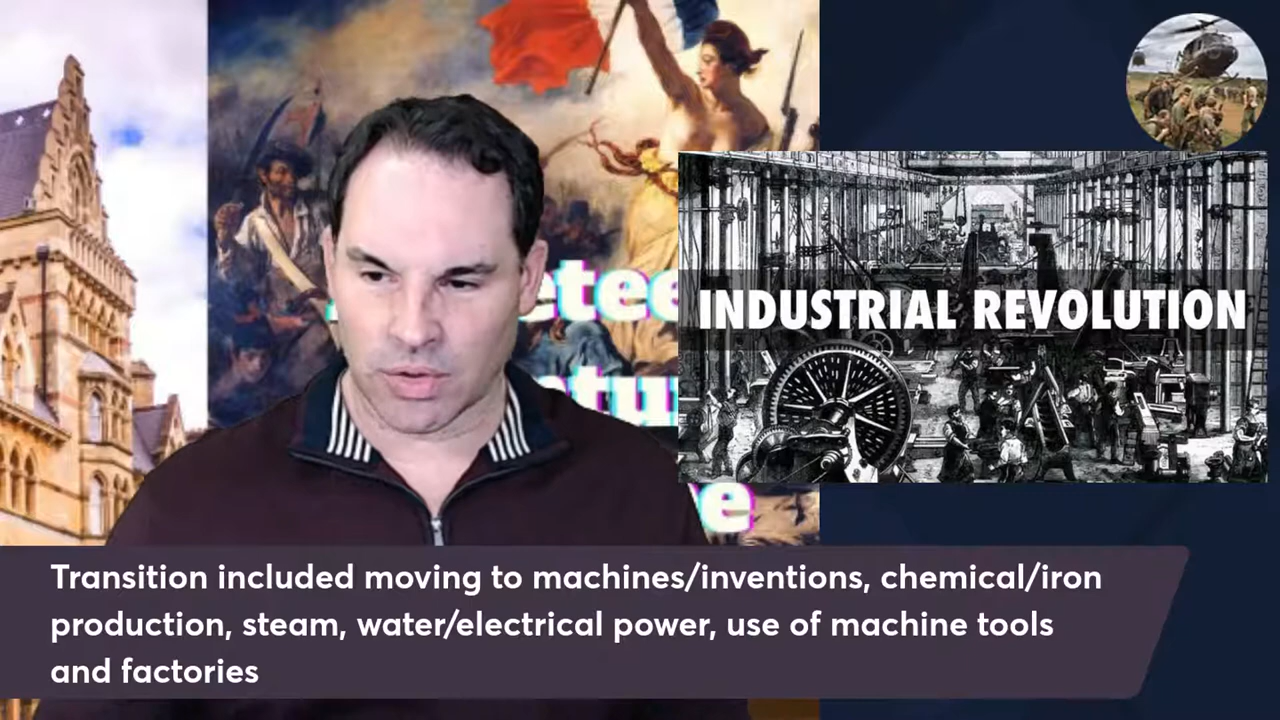 INDUSTRIAL REVOLUTION
Transition included moving to machines/inventions, chemical/iron
production, steam, water/electrical power, use of machine tools
and factories